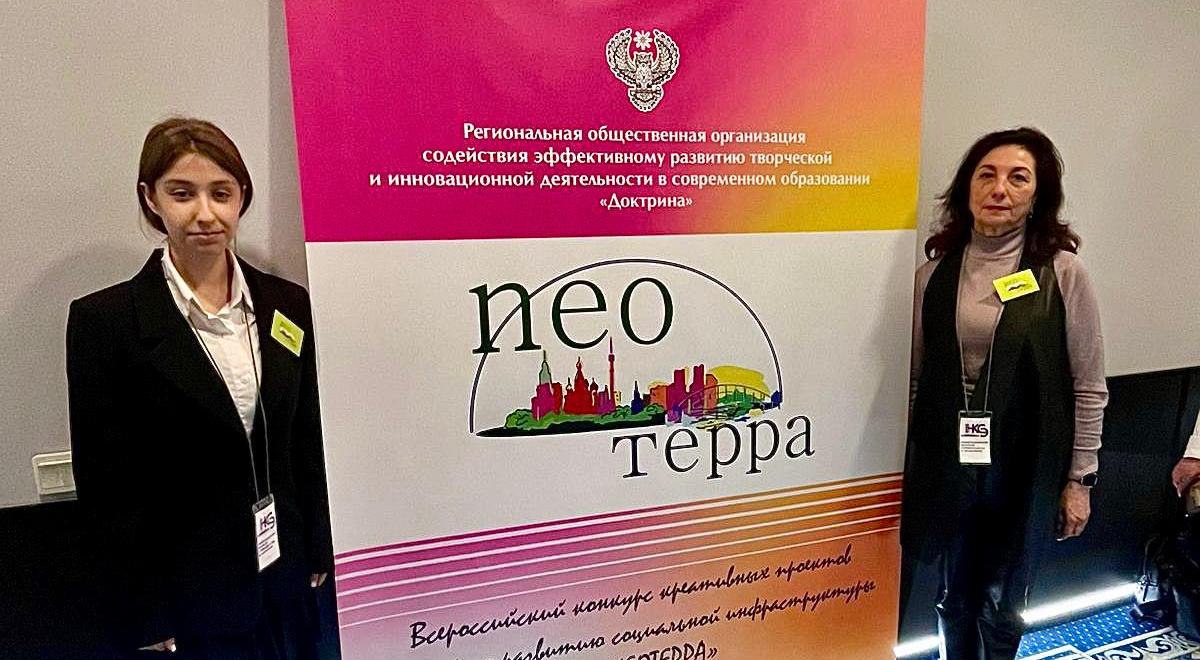 Региональная общественная организация
содействия эффективному развитию творческой
и инновационной деятельности в современном образовании
«Доктрина»
neo
терра
Всероссийский конкурс креативных проектов
развитию социальной инфраструктуры